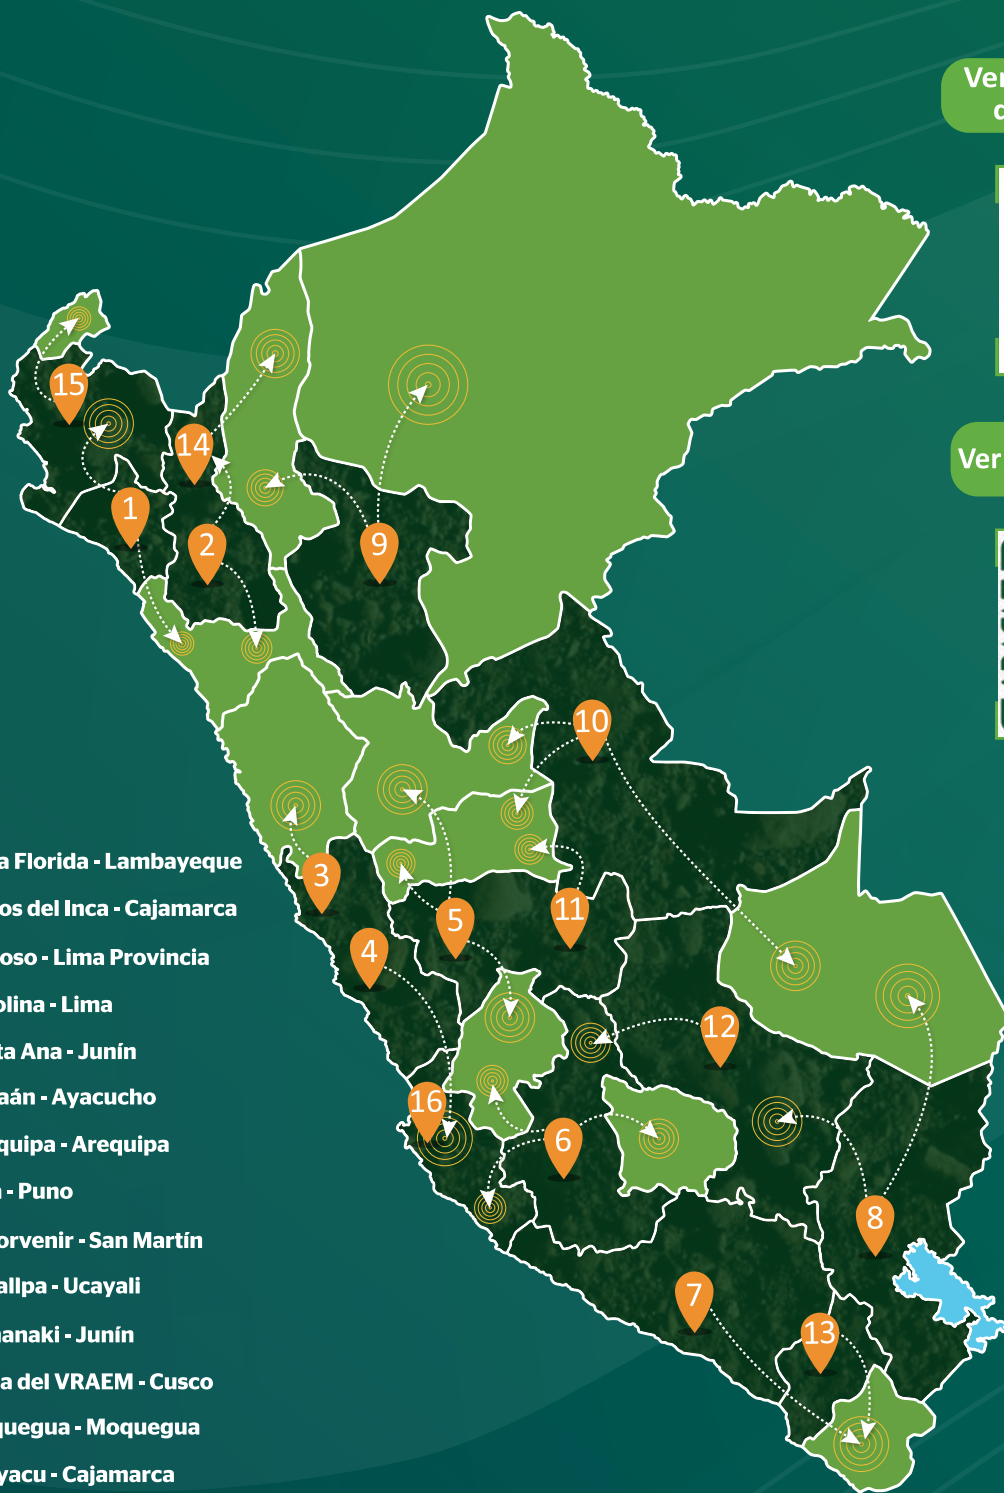 Ver
15
14
1
2
9
Ver
10
a Florida - Lambayeque
3
os del Inca - Cajamarca
11
5
4
oso - Lima Provincia
olina - Lima
12
ta Ana - Junín
16
aán - Ayacucho
6
quipa - Arequipa
a - Puno
8
orvenir - San Martín
allpa - Ucayali
7
anaki - Junín
13
a del VRAEM - Cusco
quegua - Moquegua
yacu - Cajamarca